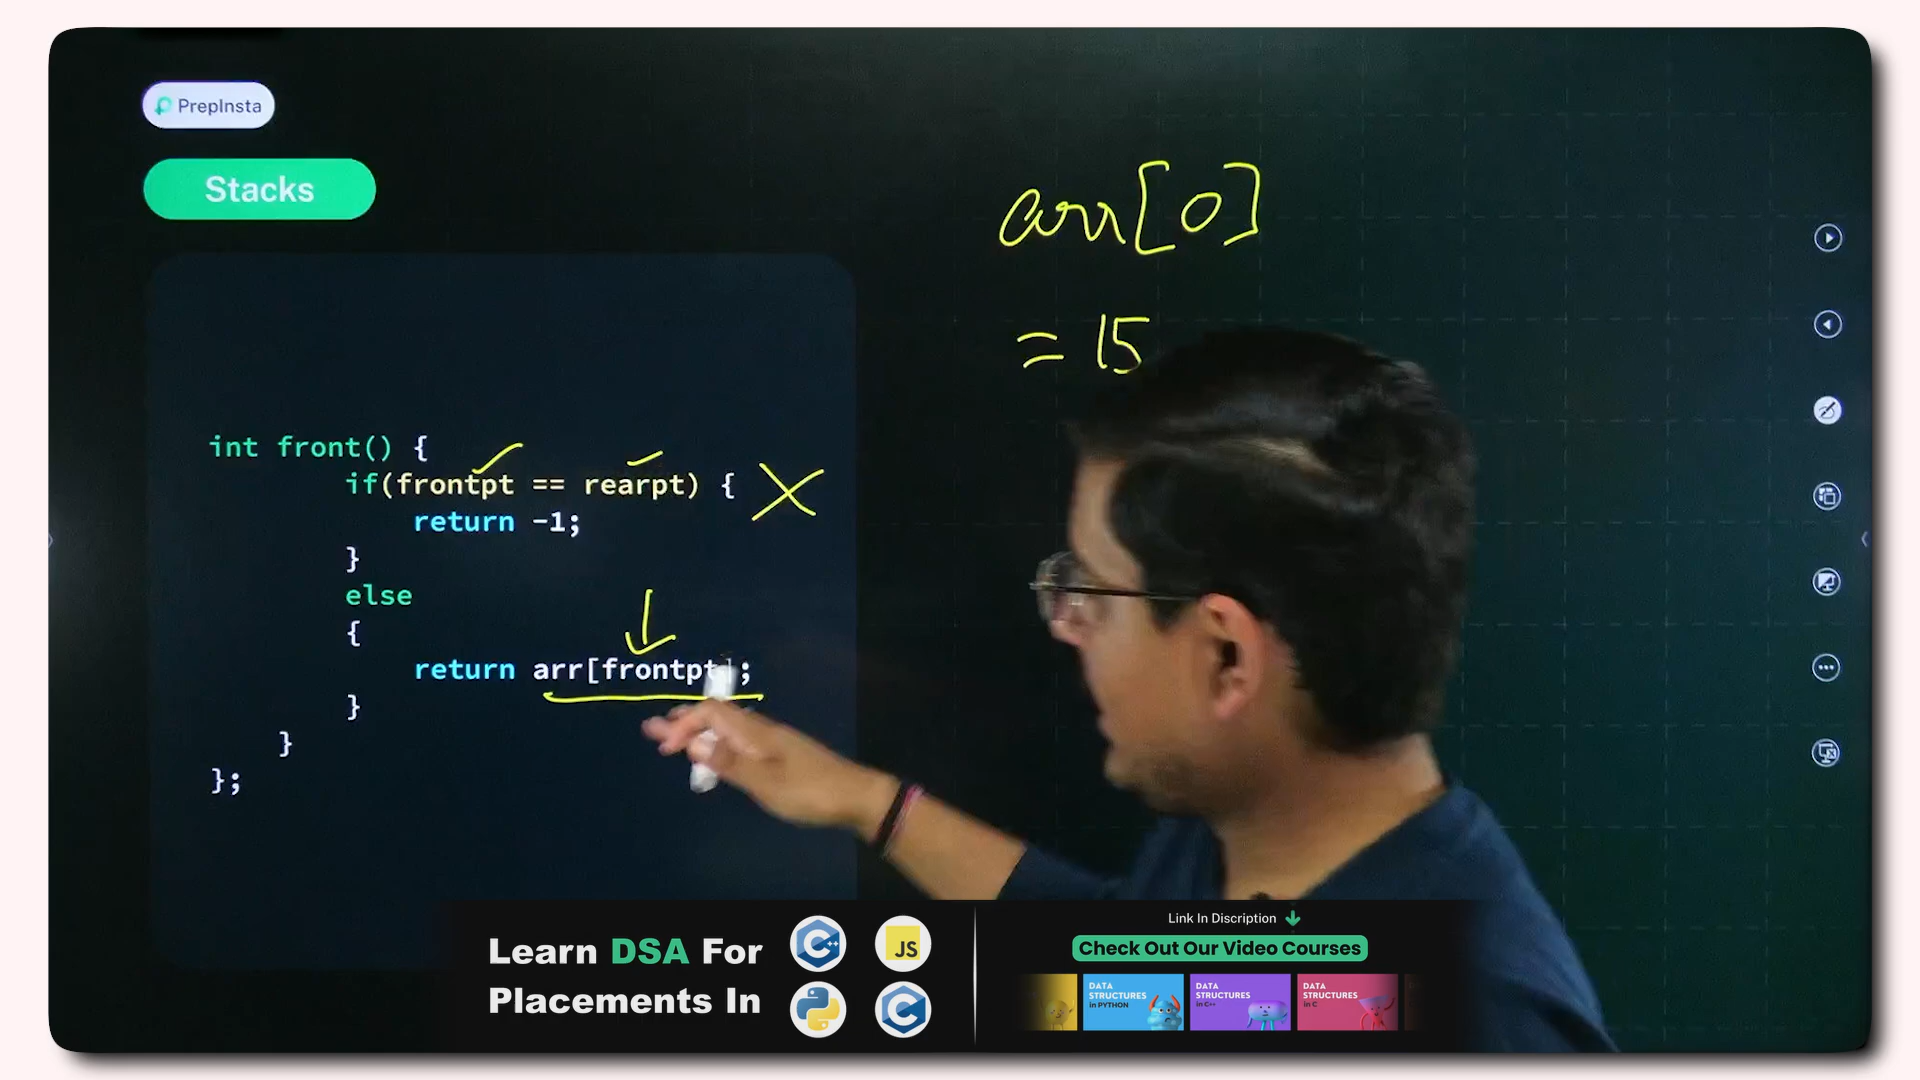 PrepInsta
Stacks
arr[0]
= 15
int front() {
if(frontpt == rearpt) {
return -1;
}
else
{
return arr[frontpt];
}
}
};
Learn DSA For
Placements In
C++
JS
C
Link In Discription
Check Out Our Video Courses
DATA
STRUCTURES
in PYTHON
DATA
STRUCTURES
in C++
DATA
STRUCTURES
in C